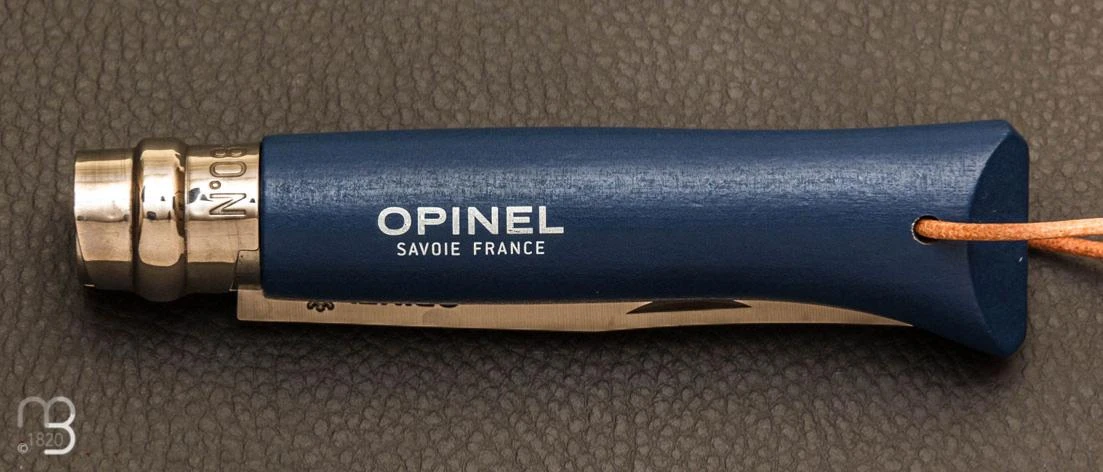 N°08
OPINEL
SAVOIE FRANCE
© 1820